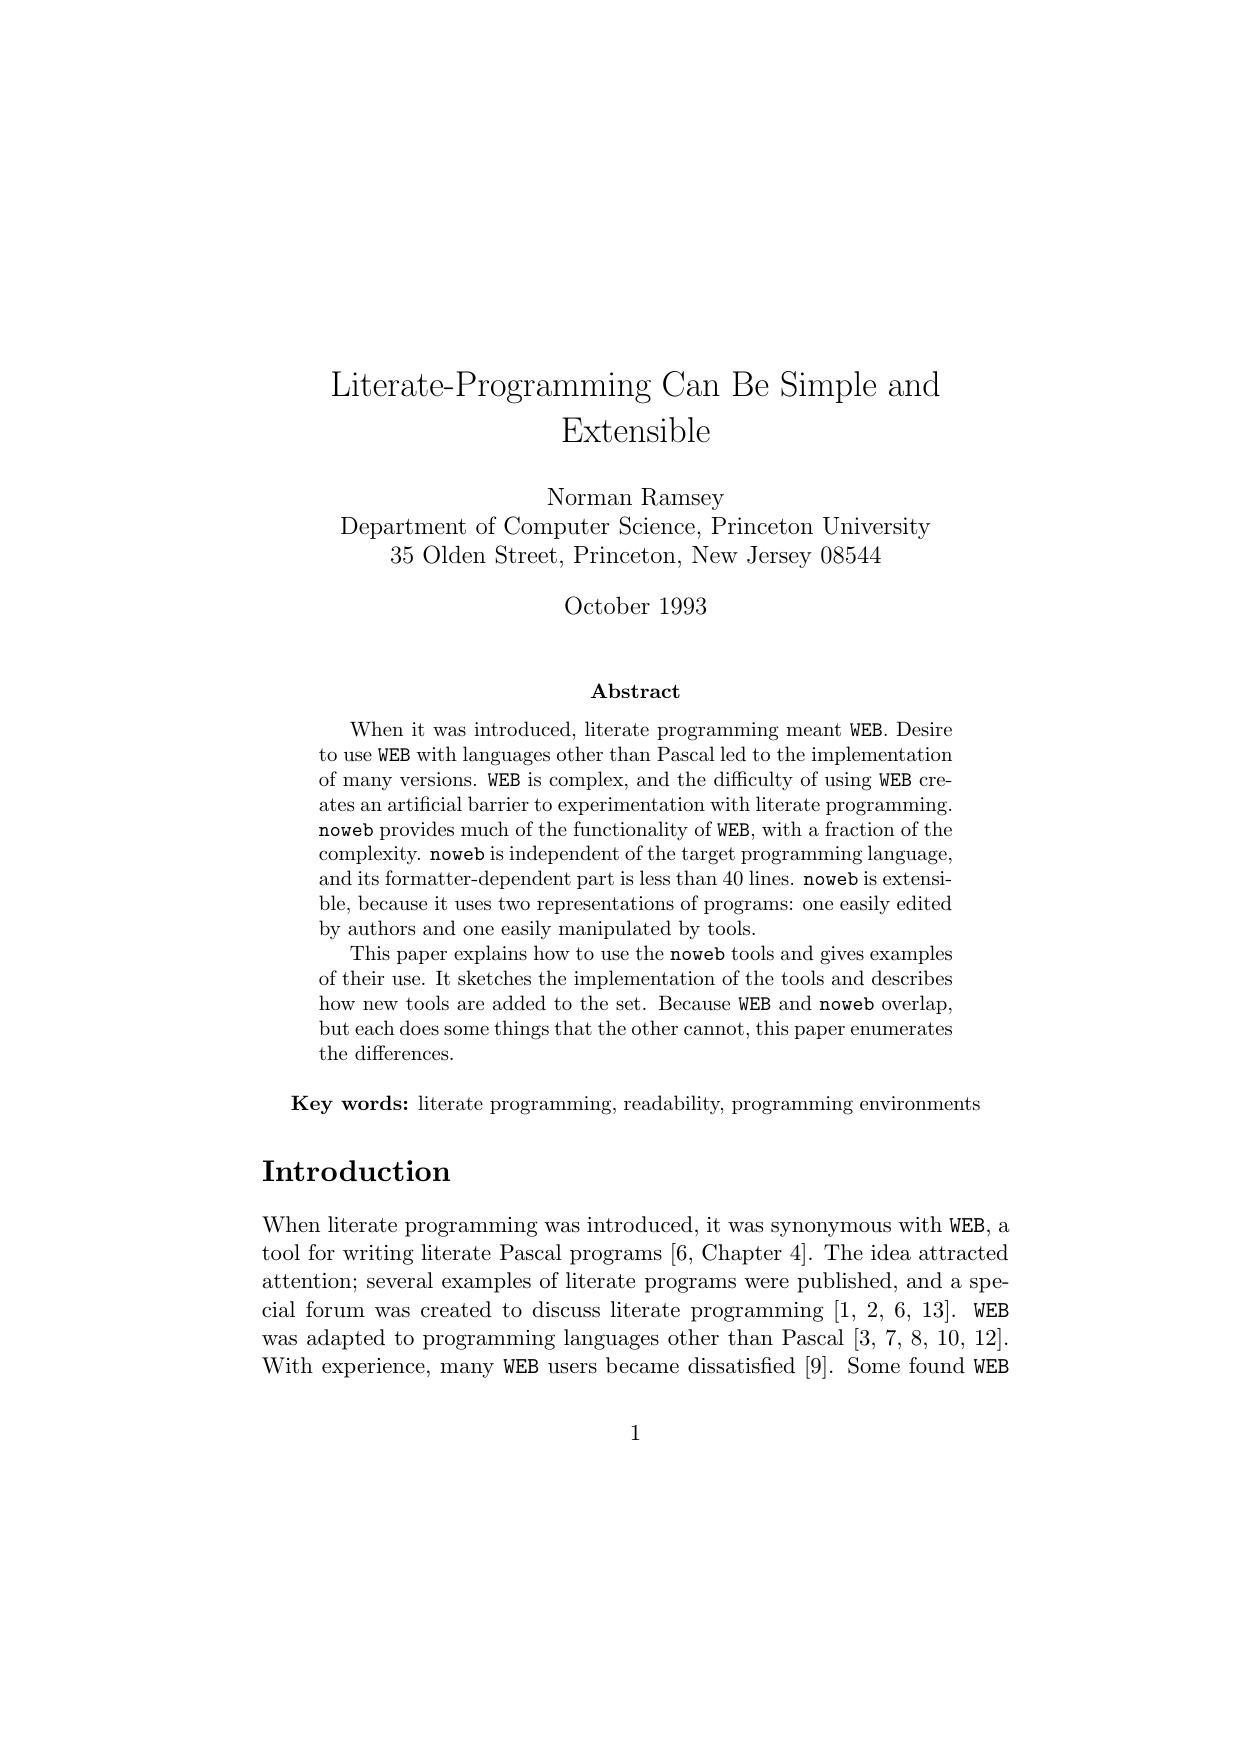 Literate-Programming Can Be Simple and
Extensible
Norman Ramsey
Department of Computer Science, Princeton University
35 Olden Street, Princeton, New Jersey 08544
October 1993
Abstract
When it was introduced, literate programming meant WEB. Desire
to use WEB with languages other than Pascal led to the implementation
of many versions. WEB is complex, and the difficulty of using WEB cre-
ates an artificial barrier to experimentation with literate programming.
noweb provides much of the functionality of WEB, with a fraction of the
complexity. noweb is independent of the target programming language,
and its formatter-dependent part is less than 40 lines. noweb is extensi-
ble, because it uses two representations of programs: one easily edited
by authors and one easily manipulated by tools.
This paper explains how to use the noweb tools and gives examples
of their use. It sketches the implementation of the tools and describes
how new tools are added to the set. Because WEB and noweb overlap,
but each does some things that the other cannot, this paper enumerates
the differences.
Key words: literate programming, readability, programming environments
Introduction
When literate programming was introduced, it was synonymous with WEB, a
tool for writing literate Pascal programs [6, Chapter 4]. The idea attracted
attention; several examples of literate programs were published, and a spe-
cial forum was created to discuss literate programming [1, 2, 6, 13]. WEB
was adapted to programming languages other than Pascal [3, 7, 8, 10, 12].
With experience, many WEB users became dissatisfied [9]. Some found WEB
1